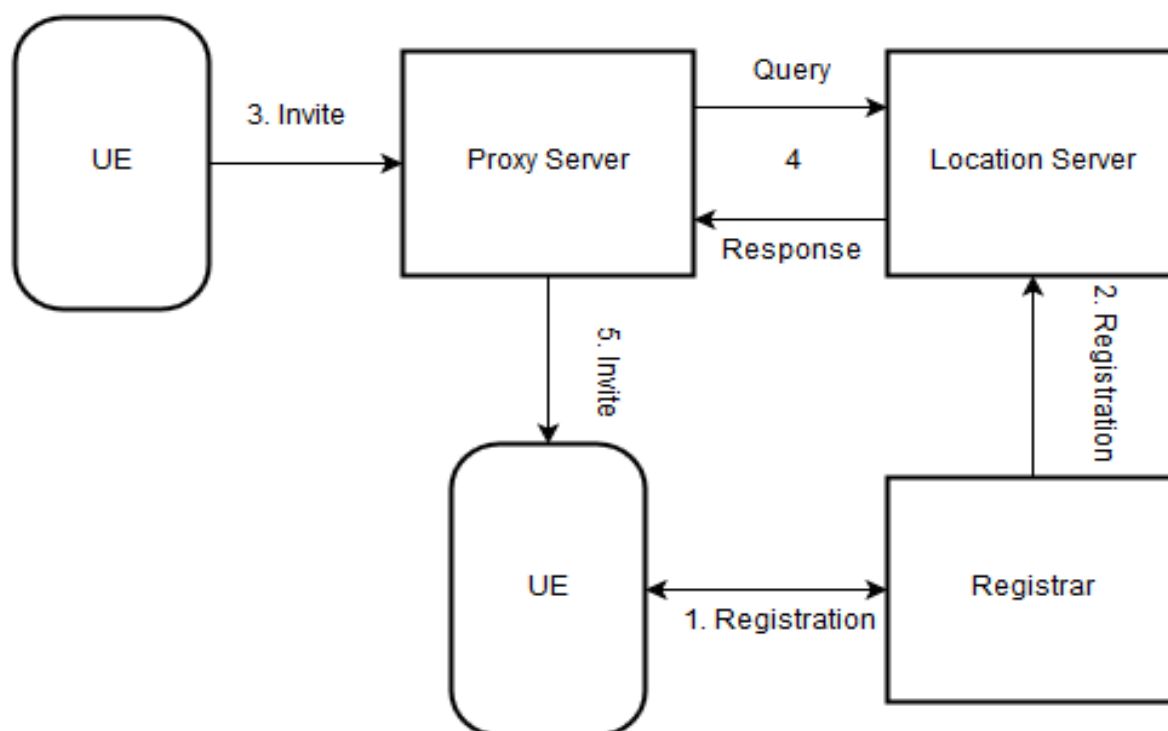 Query
3. Invite
UE
Proxy Server
4
Location Server
Response
5. Invite
2. Registration
UE
1. Registration
Registrar